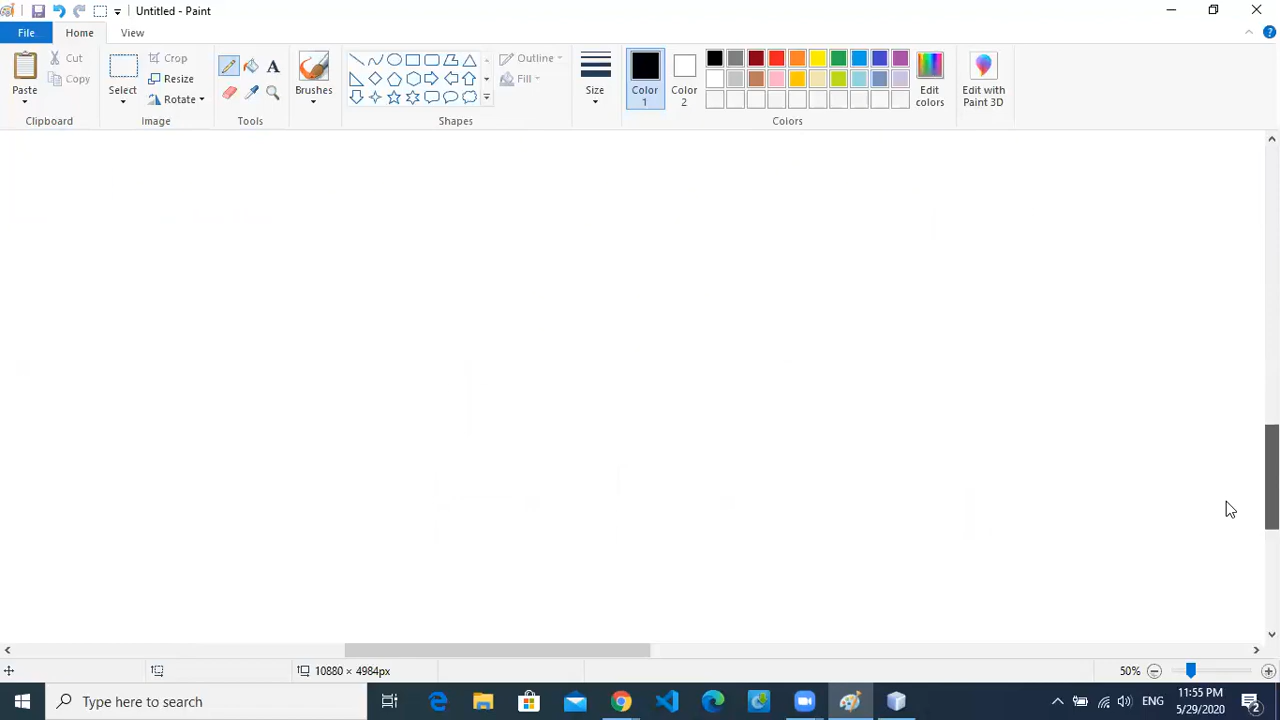 Untitled - Paint
File
Home
View
Paste
Cut
Copy
Clipboard
Select
Crop
Resize
Rotate
Image
A
Tools
Brushes
Outline
Fill
Shapes
Size
Color 1
Color 2
Edit colors
Colors
Edit with Paint 3D
10880 × 4984px
50%
Type here to search
ENG
11:55 PM
5/29/2020
2